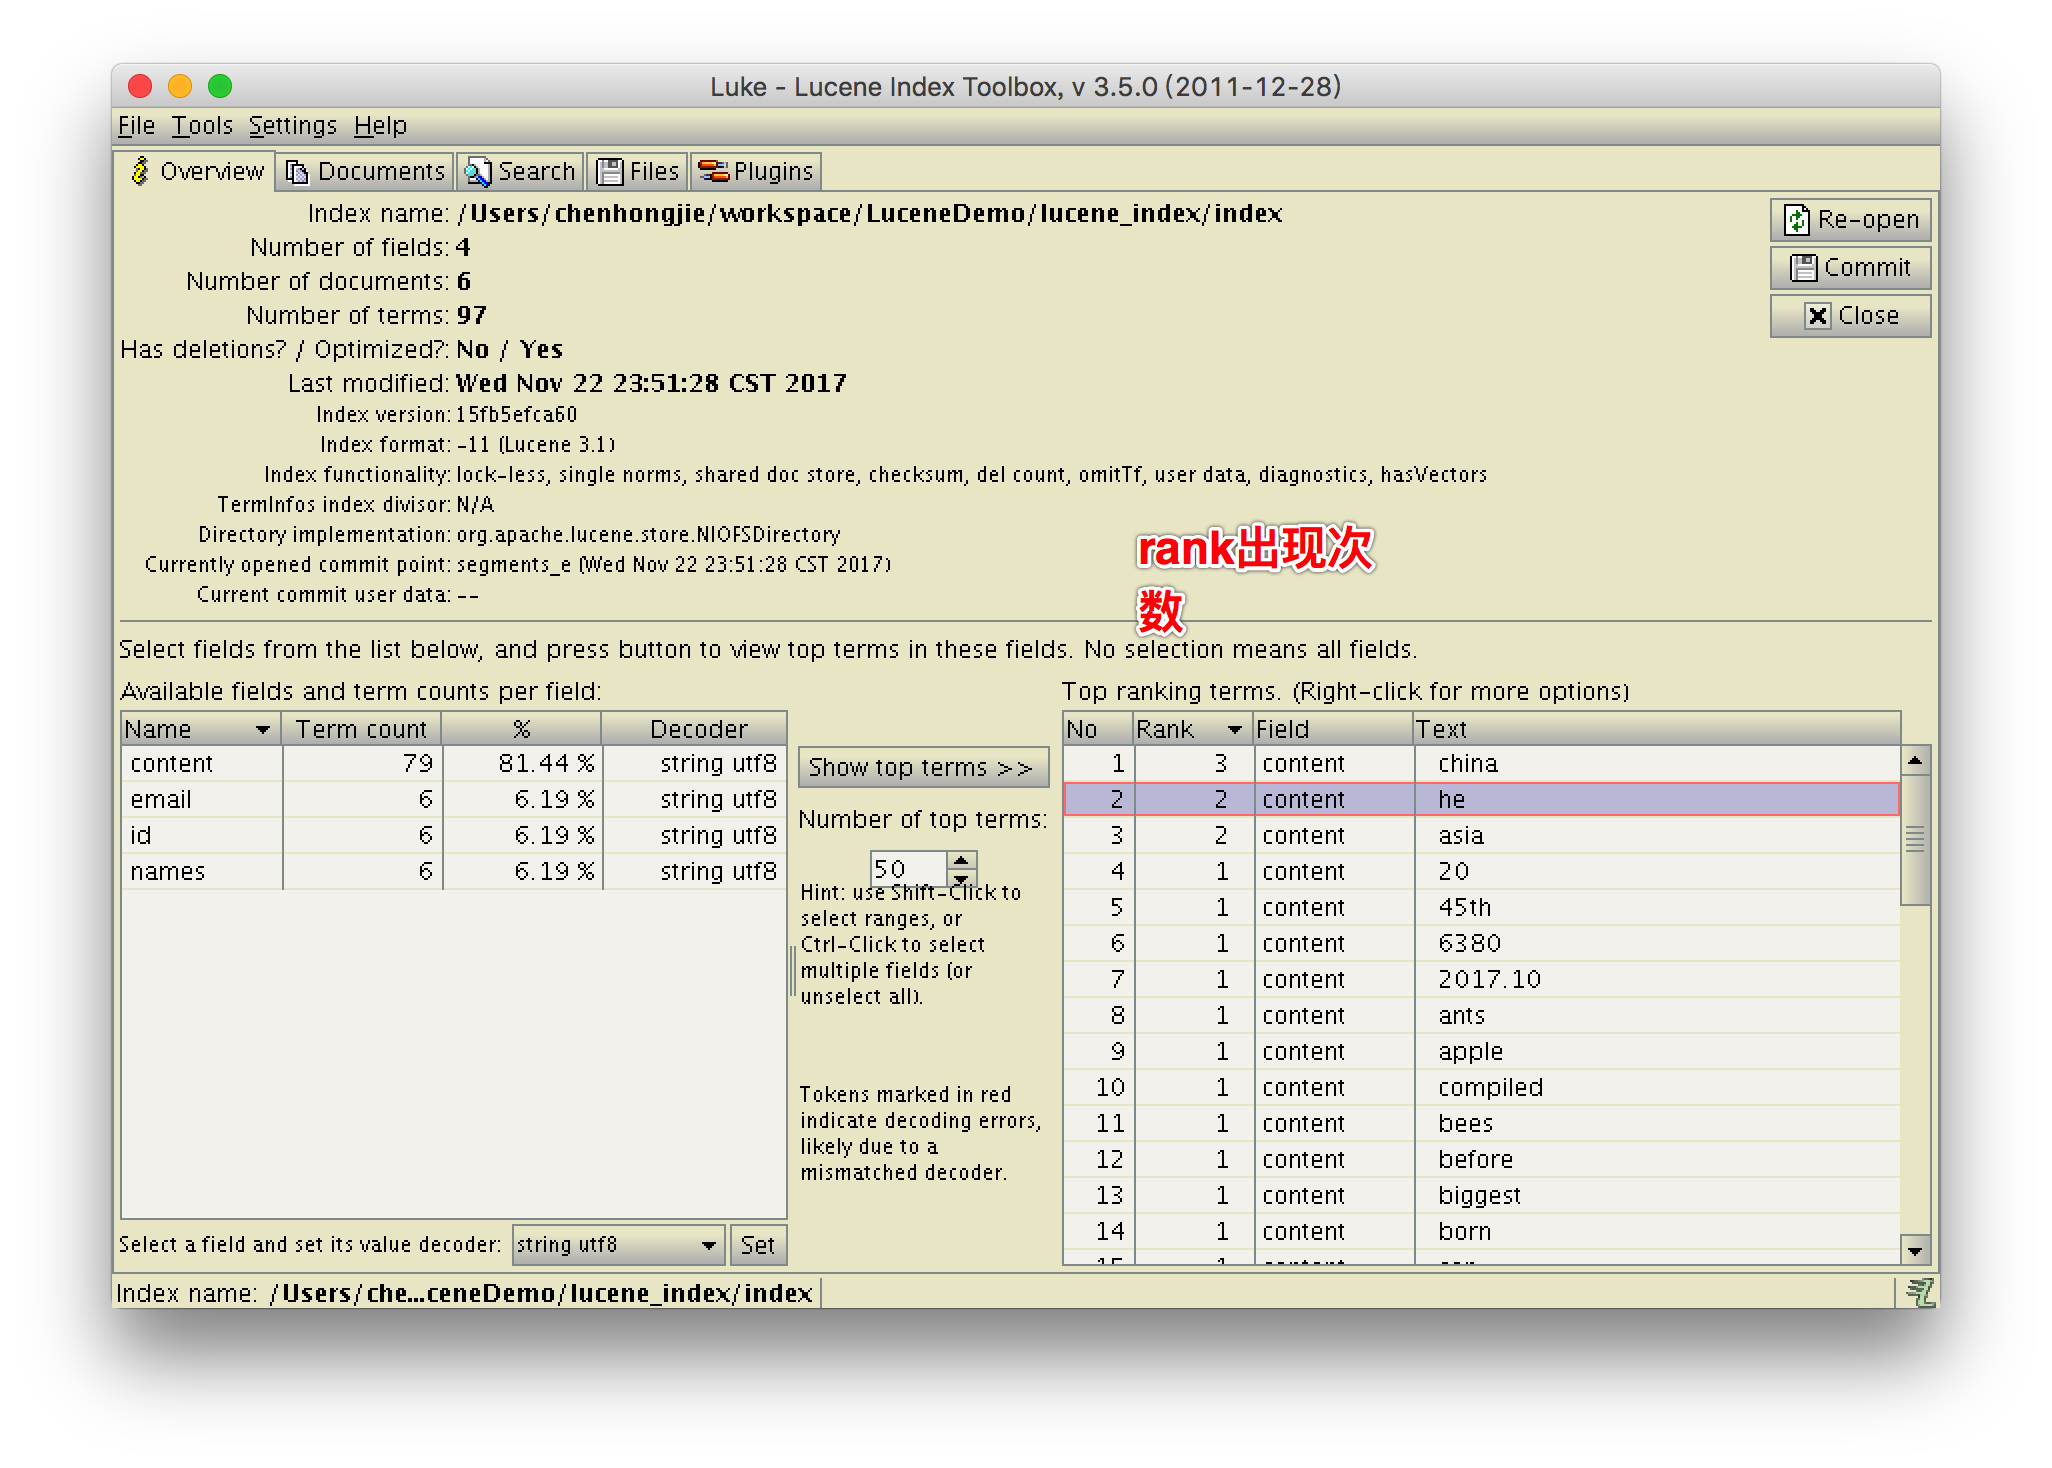 Luke - Lucene Index Toolbox, v 3.5.0 (2011-12-28)
File Tools Settings Help
Overview Documents Search Files Plugins
Index name: /Users/chenhongjie/workspace/LuceneDemo/lucene_index/index
Re-open
Number of fields: 4
Number of documents: 6
Commit
Number of terms: 97
Close
Has deletions? / Optimized?: No / Yes
Last modified: Wed Nov 22 23:51:28 CST 2017
Index version: 15fb5efca60
Index format: -11 (Lucene 3.1)
Index functionality: lock-less, single norms, shared doc store, checksum, del count, omitTf, user data, diagnostics, hasVectors
TermInfos index divisor: N/A
Directory implementation: org.apache.lucene.store.NIOFSDirectory
Currently opened commit point: segments_e (Wed Nov 22 23:51:28 CST 2017)
Current commit user data: --
rank出现次
数
Select fields from the list below, and press button to view top terms in these fields. No selection means all fields.
Available fields and term counts per field:
Name Term count % Decoder
content 79 81.44 % string utf8
email 6 6.19 % string utf8
id 6 6.19 % string utf8
names 6 6.19 % string utf8
Select a field and set its value decoder: string utf8 Set
Show top terms >>
Number of top terms:
50
Hint: use Shift-Click to
select ranges, or
Ctrl-Click to select
multiple fields (or
unselect all).
Tokens marked in red
indicate decoding errors,
likely due to a
mismatched decoder.
Top ranking terms. (Right-click for more options)
No Rank Field Text
1 3 content china
2 2 content he
3 2 content asia
4 1 content 20
5 1 content 45th
6 1 content 6380
7 1 content 2017.10
8 1 content ants
9 1 content apple
10 1 content compiled
11 1 content bees
12 1 content before
13 1 content biggest
14 1 content born
Index name: /Users/che...ceneDemo/lucene_index/index